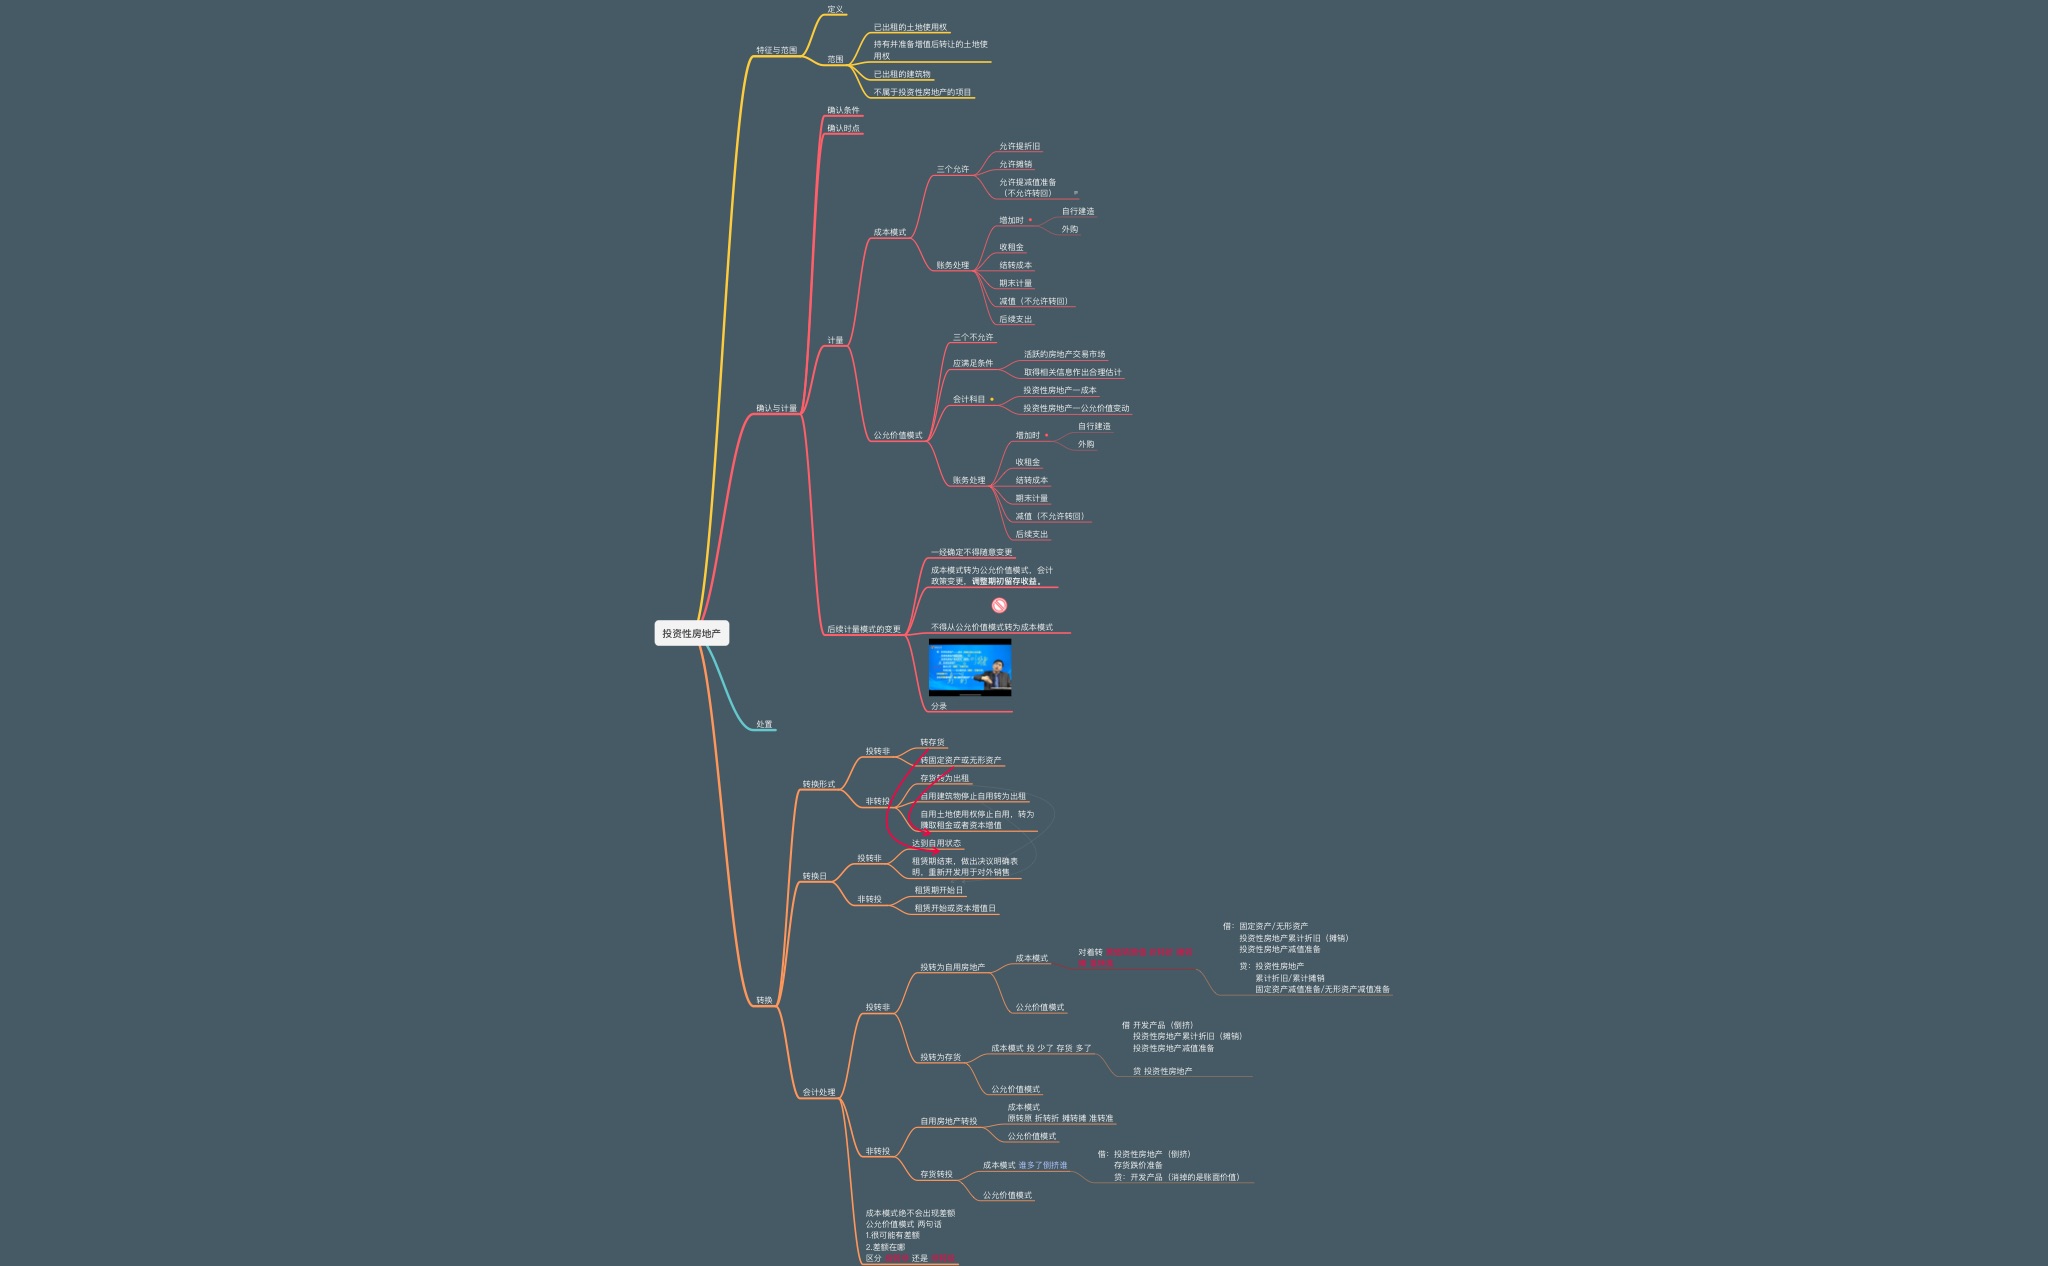 定义
特征与范围
已出租的土地使用权
持有并准备增值后转让的土地使
用权
范围
已出租的建筑物
不属于投资性房地产的项目
确认条件
确认时点
允许提折旧
三个允许
允许摊销
允许提减值准备
（不允许转回）
成本模式
增加时
自行建造
外购
收租金
账务处理
结转成本
期末计量
减值（不允许转回）
后续支出
计量
三个不允许
应满足条件
活跃的房地产交易市场
取得相关信息作出合理估计
会计科目
投资性房地产—成本
投资性房地产—公允价值变动
确认与计量
公允价值模式
增加时
自行建造
外购
收租金
账务处理
结转成本
期末计量
减值（不允许转回）
后续支出
一经确定不得随意变更
成本模式转为公允价值模式，会计
政策变更，调整期初留存收益。
后续计量模式的变更
不得从公允价值模式转为成本模式
分录
投资性房地产
处置
转存货
投转非
转固定资产或无形资产
转换形式
存货转为出租
非转投
自用建筑物停止自用转为出租
自用土地使用权停止自用，转为
赚取租金或者资本增值
达到自用状态
投转非
租赁期结束，做出决议明确表
明，重新开发用于对外销售
转换日
租赁期开始日
非转投
租赁开始或资本增值日
转换
成本模式
对着转
借：固定资产/无形资产
投资性房地产累计折旧（摊销）
投资性房地产减值准备
贷：投资性房地产
累计折旧/累计摊销
固定资产减值准备/无形资产减值准备
投转为自用房地产
公允价值模式
投转非
借 开发产品（倒挤）
投资性房地产累计折旧（摊销）
投资性房地产减值准备
贷 投资性房地产
成本模式 投 少了 存货 多了
投转为存货
公允价值模式
会计处理
成本模式
原转原 折转折 摊转摊 准转准
自用房地产转投
公允价值模式
非转投
借：投资性房地产（倒挤）
存货跌价准备
贷：开发产品（消掉的是账面价值）
成本模式 谁多了倒挤谁
存货转投
公允价值模式
成本模式绝不会出现差额
公允价值模式 两句话
1.很可能有差额
2.差额在哪
区分 还是